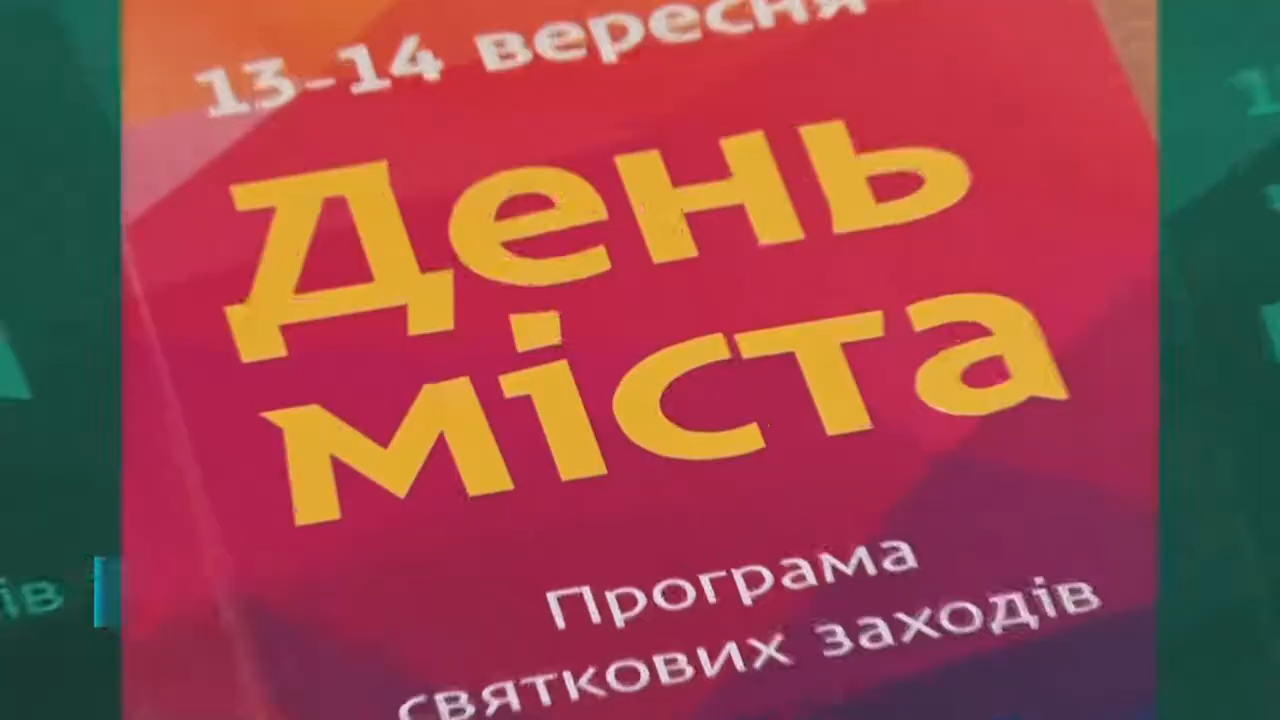 13-14 вересня
День
міста
Програма
святкових заходів